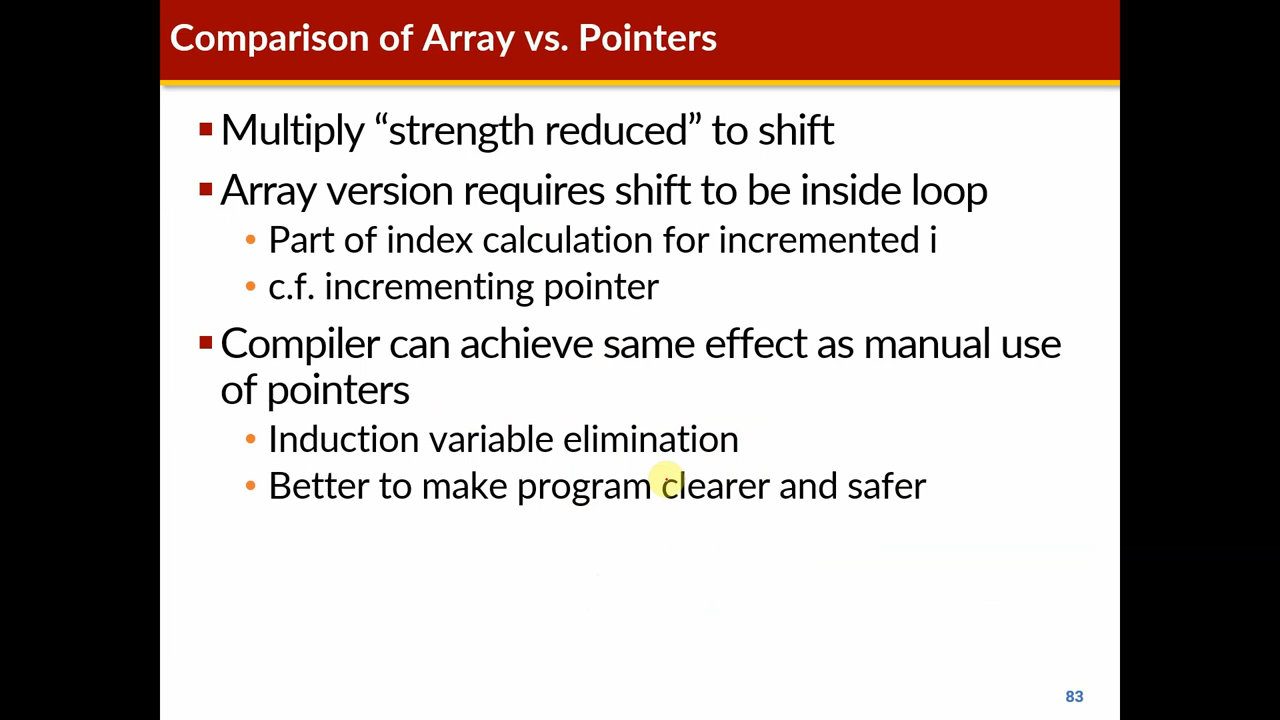 Comparison of Array vs. Pointers
Multiply “strength reduced” to shift
Array version requires shift to be inside loop
Part of index calculation for incremented i
c.f. incrementing pointer
Compiler can achieve same effect as manual use
of pointers
Induction variable elimination
Better to make program clearer and safer
83